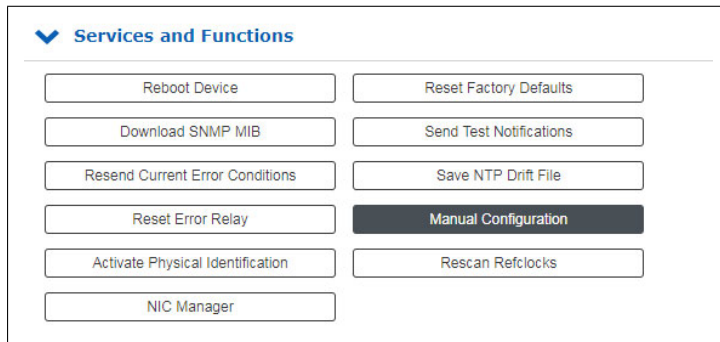 Services and Functions
Reboot Device
Reset Factory Defaults
Download SNMP MIB
Send Test Notifications
Resend Current Error Conditions
Save NTP Drift File
Reset Error Relay
Manual Configuration
Activate Physical Identification
Rescan Refclocks
NIC Manager